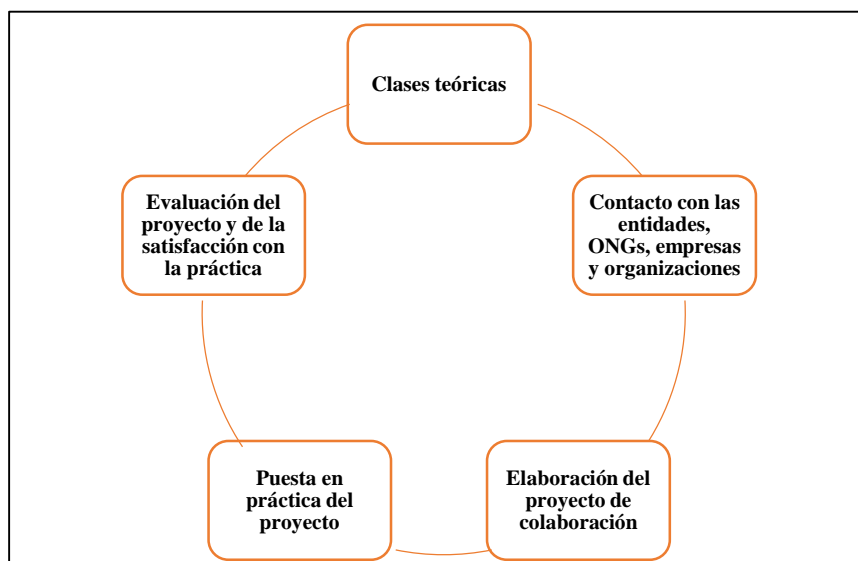 Clases teóricas
Contacto con las
entidades,
ONGs, empresas
y organizaciones
Elaboración del
proyecto de
colaboración
Puesta en
práctica del
proyecto
Evaluación del
proyecto y de la
satisfacción con
la práctica